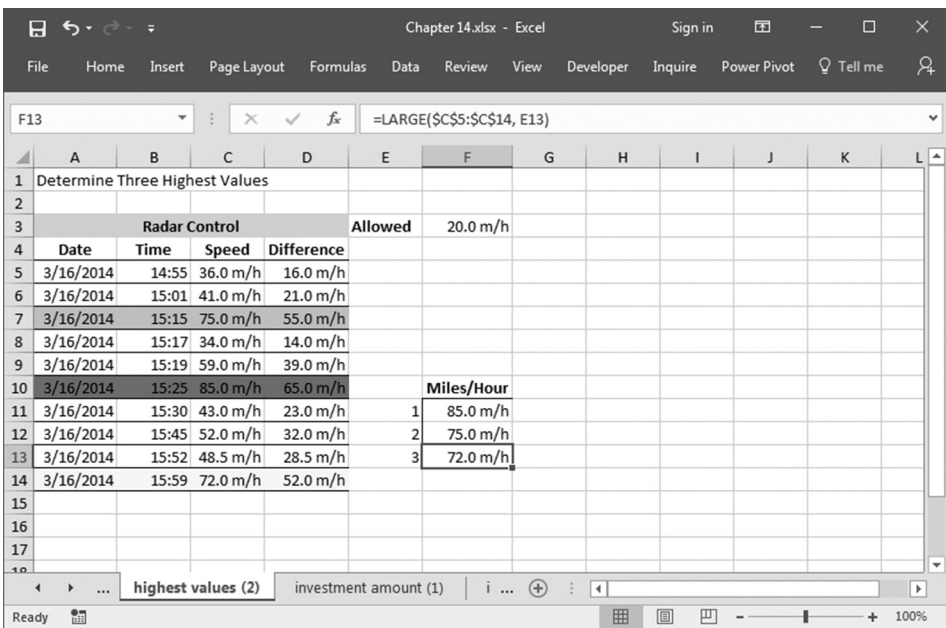 Chapter 14.xlsx - Excel Sign in
File Home Insert Page Layout Formulas Data Review View Developer Inquire Power Pivot Tell me
F13 fx =LARGE($C$5:$C$14, E13)
A B C D E F G H I J K L
1 Determine Three Highest Values
2
3 Radar Control Allowed 20.0 m/h
4 Date Time Speed Difference
5 3/16/2014 14:55 36.0 m/h 16.0 m/h
6 3/16/2014 15:01 41.0 m/h 21.0 m/h
7 3/16/2014 15:15 75.0 m/h 55.0 m/h
8 3/16/2014 15:17 34.0 m/h 14.0 m/h
9 3/16/2014 15:19 59.0 m/h 39.0 m/h
10 3/16/2014 15:25 85.0 m/h 65.0 m/h Miles/Hour
11 3/16/2014 15:30 43.0 m/h 23.0 m/h 1 85.0 m/h
12 3/16/2014 15:45 52.0 m/h 32.0 m/h 2 75.0 m/h
13 3/16/2014 15:52 48.5 m/h 28.5 m/h 3 72.0 m/h
14 3/16/2014 15:59 72.0 m/h 52.0 m/h
15
16
17
18
... highest values (2) investment amount (1) i ...
Ready 100%